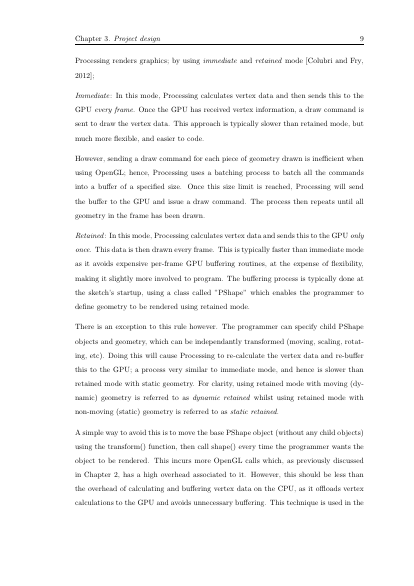 Chapter 3. Project design 9
Processing renders graphics; by using immediate and retained mode [Colubri and Fry,
2012];
Immediate: In this mode, Processing calculates vertex data and then sends this to the
GPU every frame. Once the GPU has received vertex information, a draw command is
sent to draw the vertex data. This approach is typically slower than retained mode, but
much more flexible, and easier to code.
However, sending a draw command for each piece of geometry drawn is inefficient when
using OpenGL; hence, Processing uses a batching process to batch all the commands
into a buffer of a specified size. Once this size limit is reached, Processing will send
the buffer to the GPU and issue a draw command. The process then repeats until all
geometry in the frame has been drawn.
Retained: In this mode, Processing calculates vertex data and sends this to the GPU only
once. This data is then drawn every frame. This is typically faster than immediate mode
as it avoids expensive per-frame GPU buffering routines, at the expense of flexibility,
making it slightly more involved to program. The buffering process is typically done at
the sketch's startup, using a class called "PShape" which enables the programmer to
define geometry to be rendered using retained mode.
There is an exception to this rule however. The programmer can specify child PShape
objects and geometry, which can be independantly transformed (moving, scaling, rotat-
ing, etc). Doing this will cause Processing to re-calculate the vertex data and re-buffer
this to the GPU; a process very similar to immediate mode, and hence is slower than
retained mode with static geometry. For clarity, using retained mode with moving (dy-
namic) geometry is referred to as dynamic retained whilst using retained mode with
non-moving (static) geometry is referred to as static retained.
A simple way to avoid this is to move the base PShape object (without any child objects)
using the transform() function, then call shape() every time the programmer wants the
object to be rendered. This incurs more OpenGL calls which, as previously discussed
in Chapter 2, has a high overhead associated to it. However, this should be less than
the overhead of calculating and buffering vertex data on the CPU, as it offloads vertex
calculations to the GPU and avoids unnecessary buffering. This technique is used in the